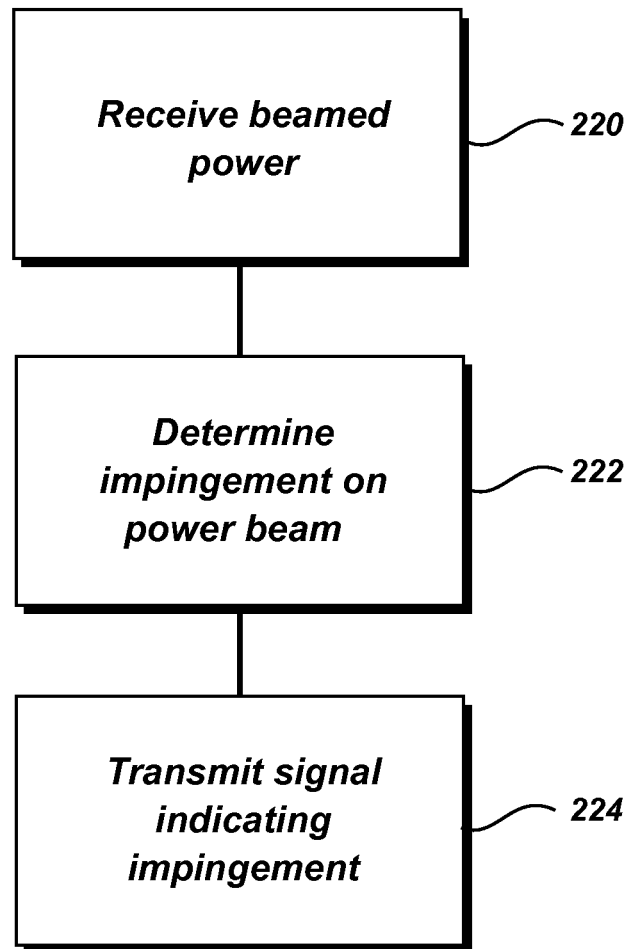 Receive beamed
power
220
Determine
impingement on
power beam
222
Transmit signal
indicating
impingement
224